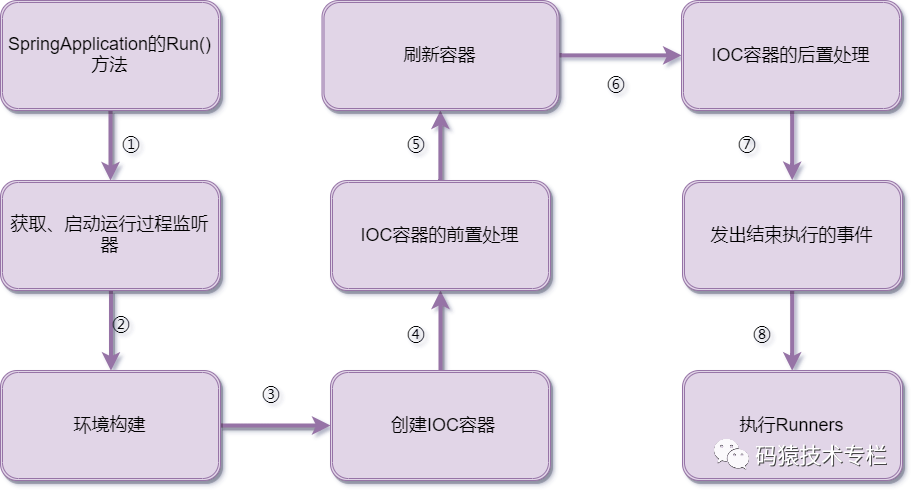 SpringApplication的Run()
方法
①
获取、启动运行过程监听
器
②
环境构建
③
创建IOC容器
④
IOC容器的前置处理
⑤
刷新容器
⑥
IOC容器的后置处理
⑦
发出结束执行的事件
⑧
执行Runners
码猿技术专栏